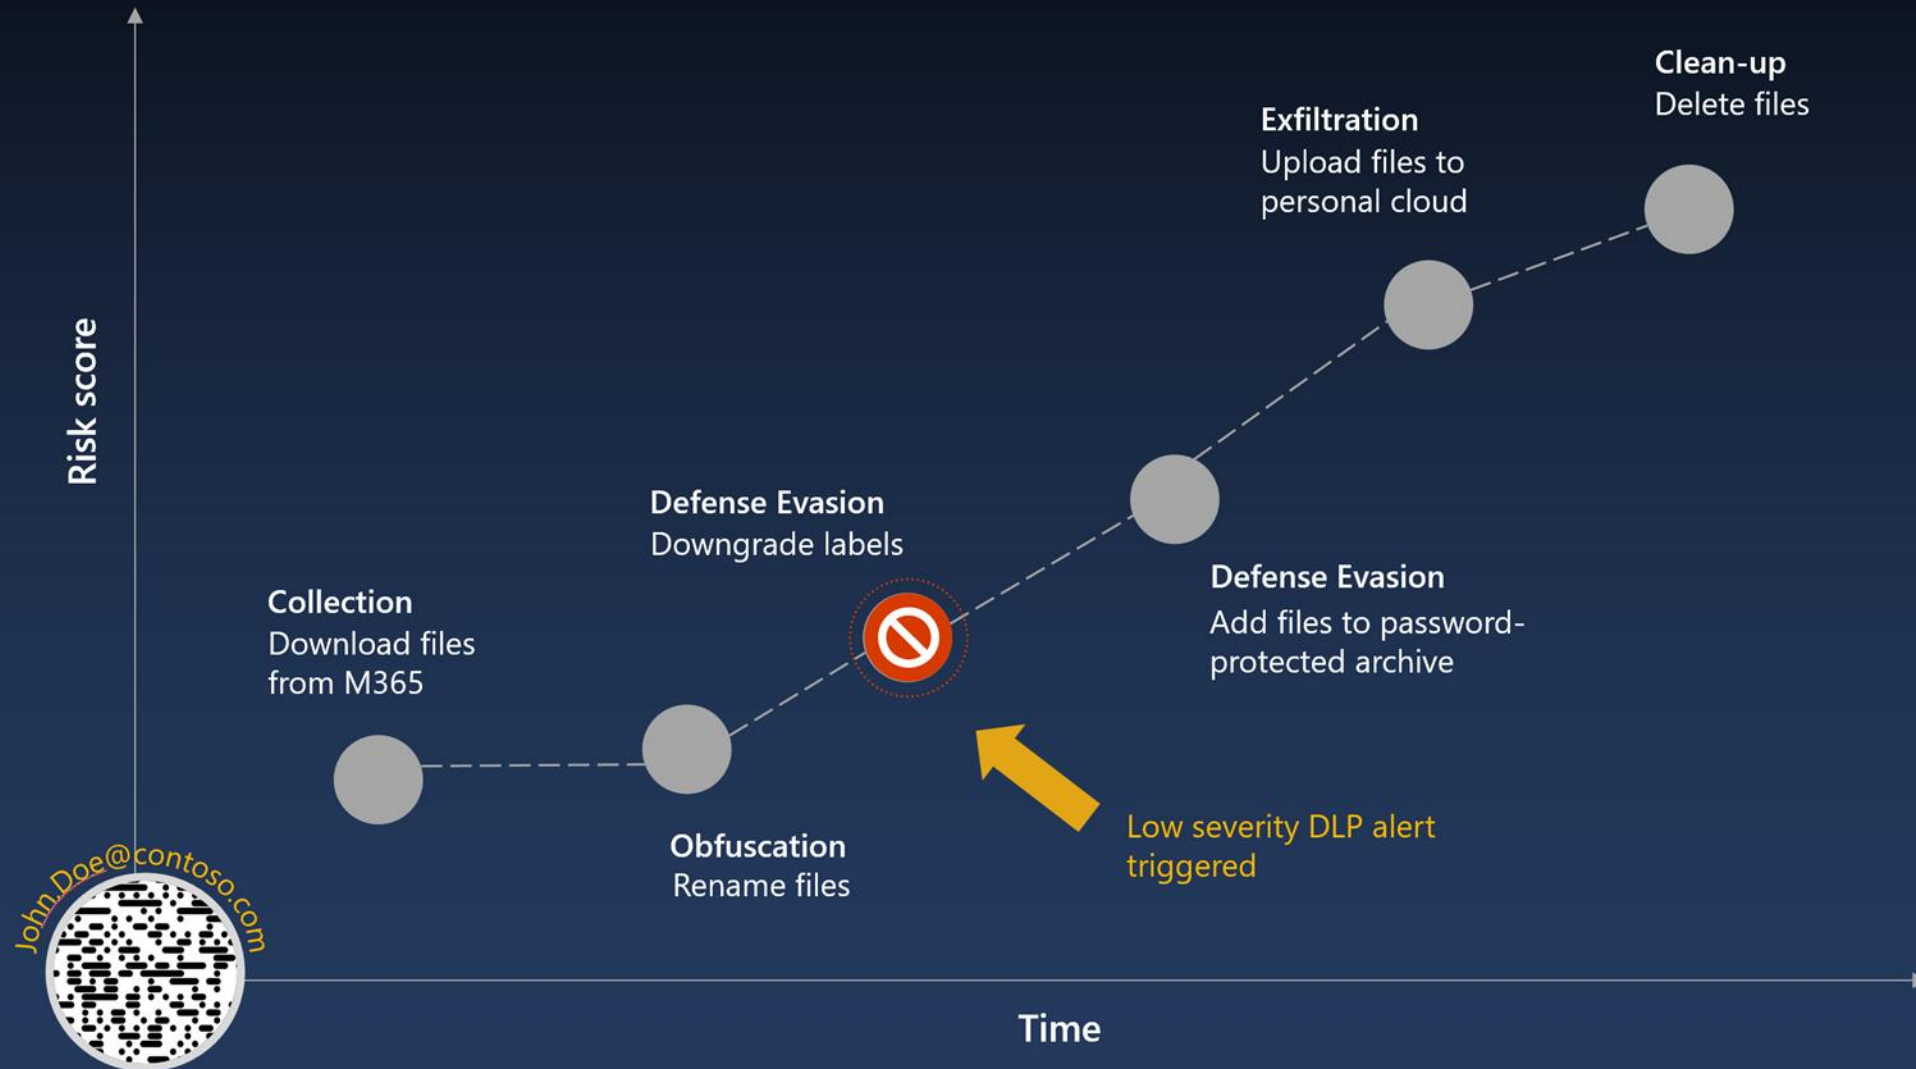 Clean-up
Delete files
Exfiltration
Upload files to
personal cloud
Risk score
Defense Evasion
Downgrade labels
Defense Evasion
Add files to password-
protected archive
Collection
Download files
from M365
Low severity DLP alert
triggered
Obfuscation
Rename files
John.Doe@contoso.com
Time